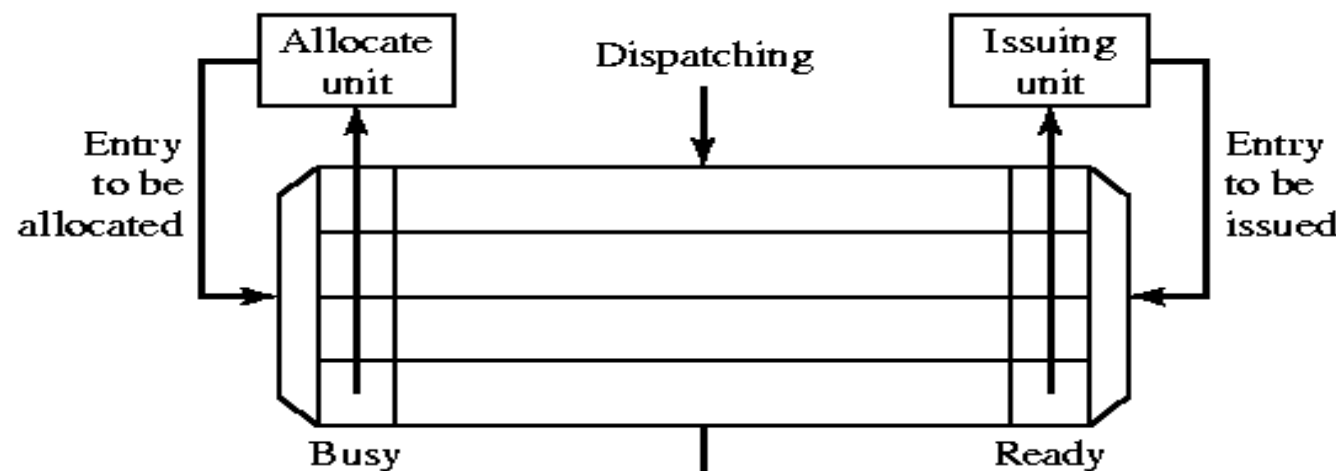 Allocate
unit
Dispatching
Issuing
unit
Entry
to be
allocated
Entry
to be
issued
Busy
Ready